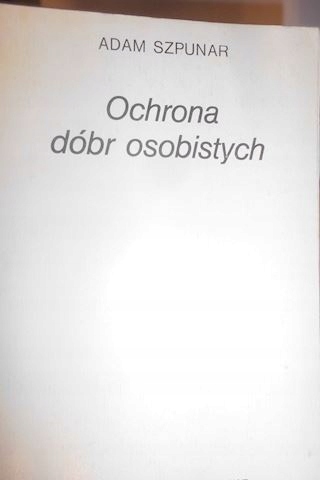 ADAM SZPUNAR
Ochrona
dóbr osobistych